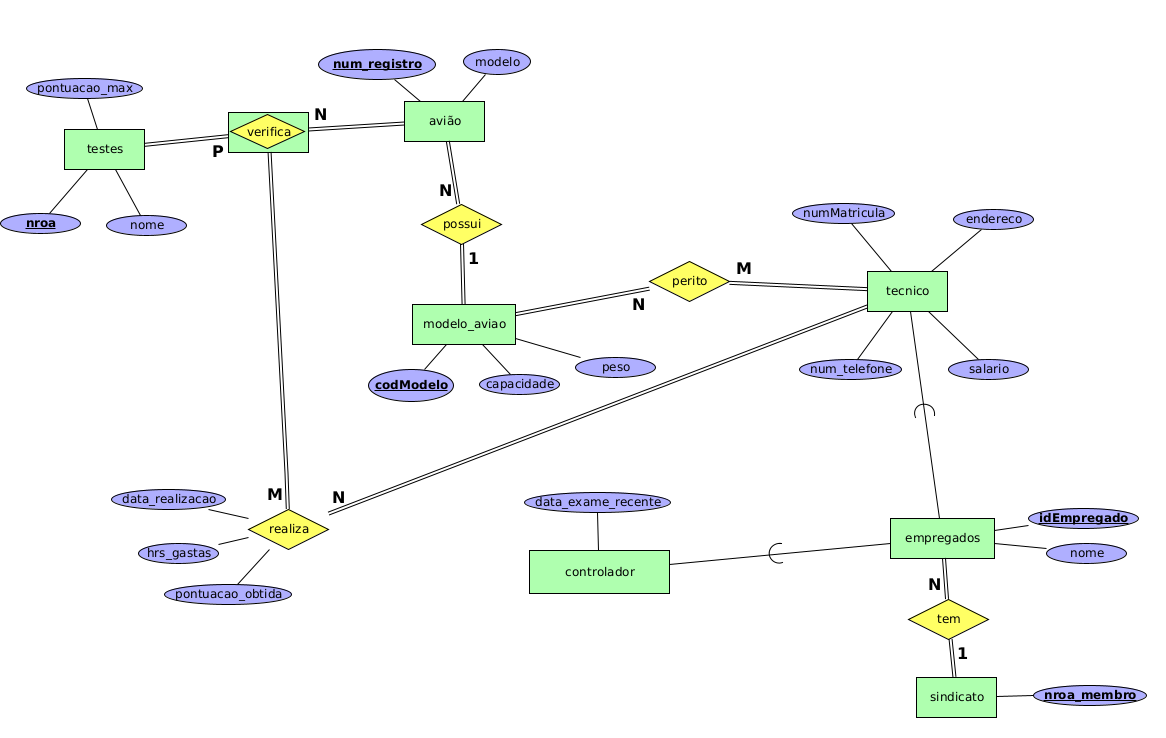 num_registro
modelo
pontuacao_max
N
verifica
avião
testes
P
N
numMatricula
endereco
nroa
nome
possui
1
M
perito
tecnico
N
modelo_aviao
codModelo
capacidade
peso
num_telefone
salario
data_realizacao
M
N
data_exame_recente
realiza
idEmpregado
hrs_gastas
empregados
nome
controlador
pontuacao_obtida
N
tem
1
sindicato
nroa_membro